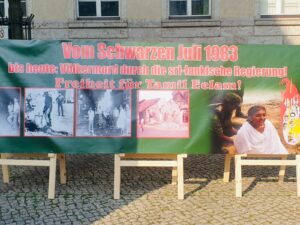 Vom Schwarzen Juli 1983
bis heute: Völkermord durch die sri-lankische Regierung!
Freiheit für Tamil Eelam!